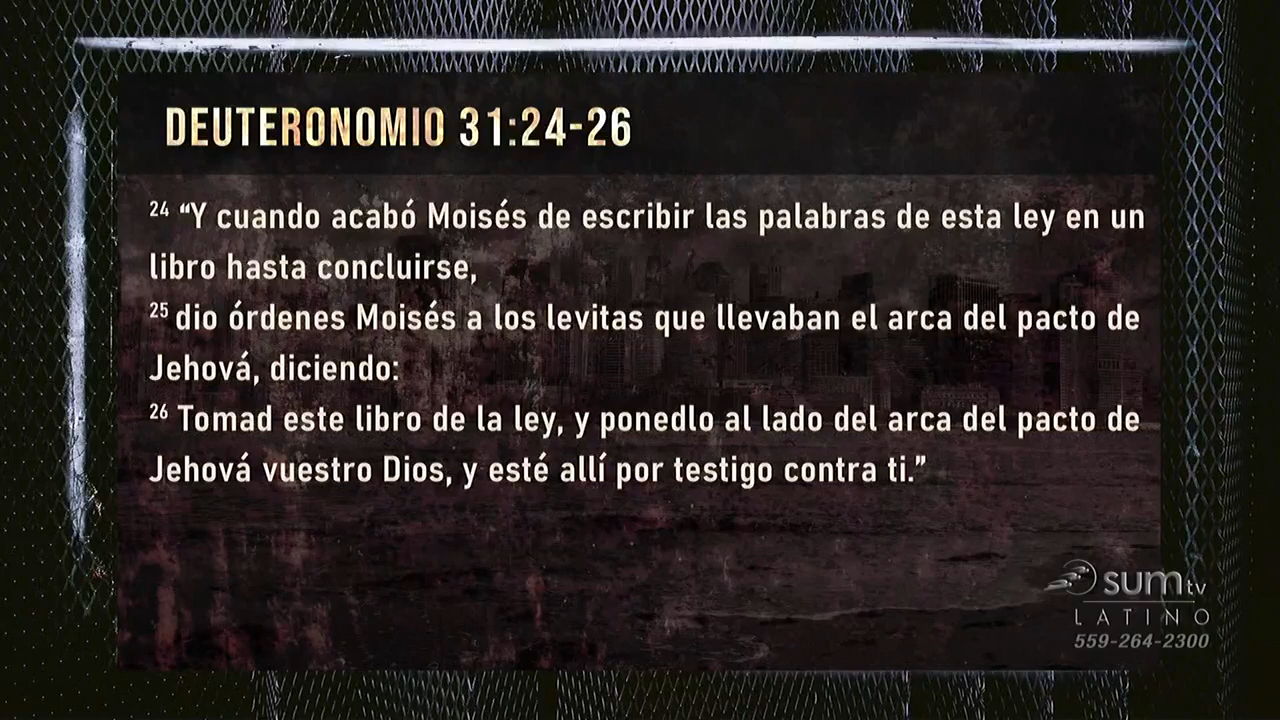 DEUTERONOMIO 31:24-26
24 “Y cuando acabó Moisés de escribir las palabras de esta ley en un
libro hasta concluirse,
25 dio órdenes Moisés a los levitas que llevaban el arca del pacto de
Jehová, diciendo:
26 Tomad este libro de la ley, y ponedlo al lado del arca del pacto de
Jehová vuestro Dios, y esté allí por testigo contra ti.”
sumtv
LATINO
559-264-2300